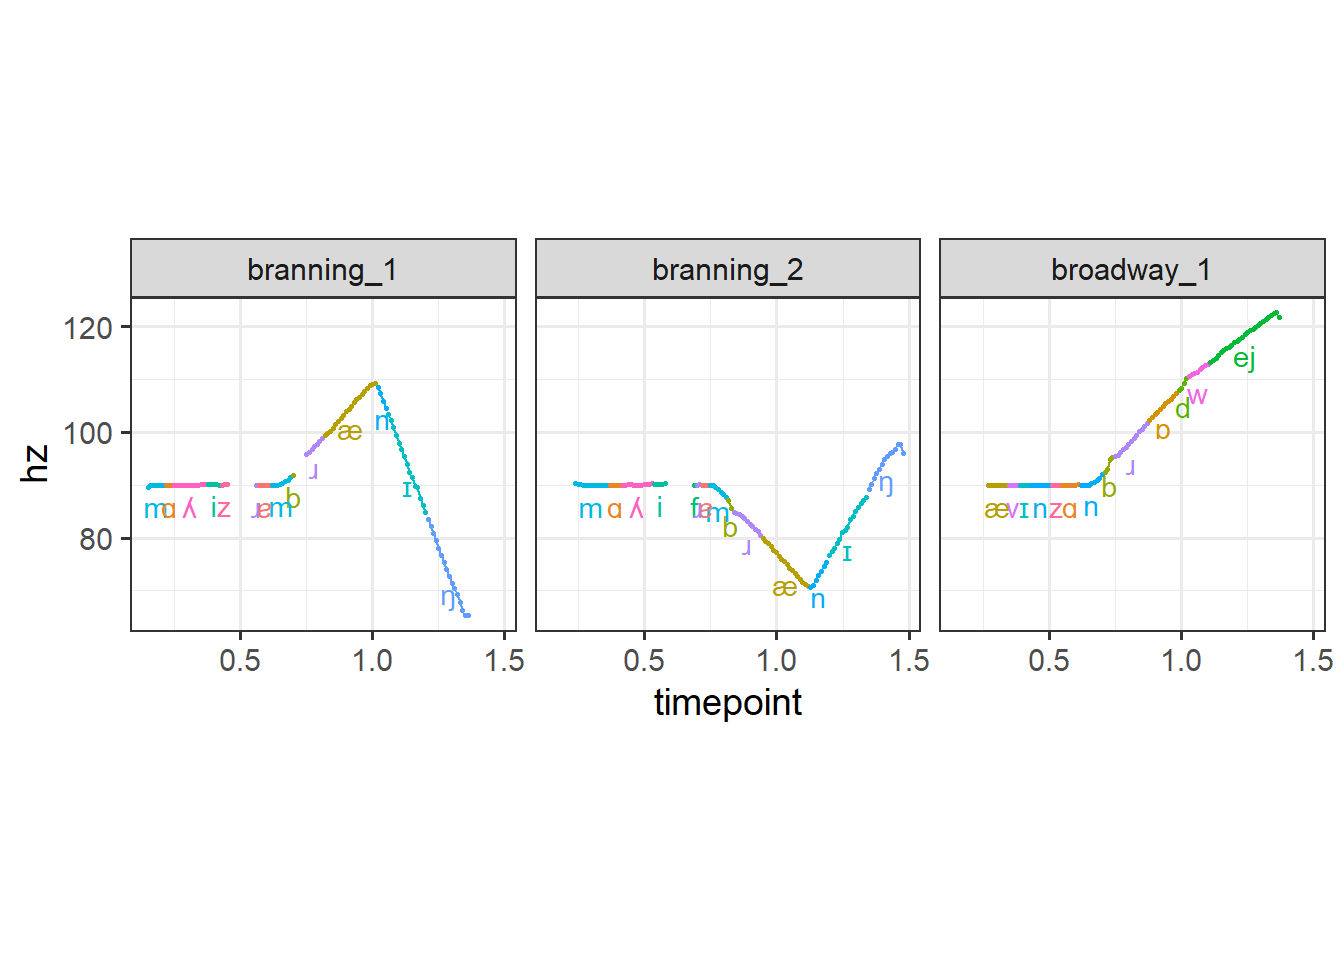 branning_1 branning_2 broadway_1
120
100
80
hz
m ɑ ʎ i z ɹ e m b ɹ æ n ɪ ŋ
m ɑ ʎ i f e m b ɹ æ n ɪ ŋ
æ v ɪ n z ɑ n b ɹ ɒ d w ej
0.5 1.0 1.5 0.5 1.0 1.5 0.5 1.0 1.5
timepoint